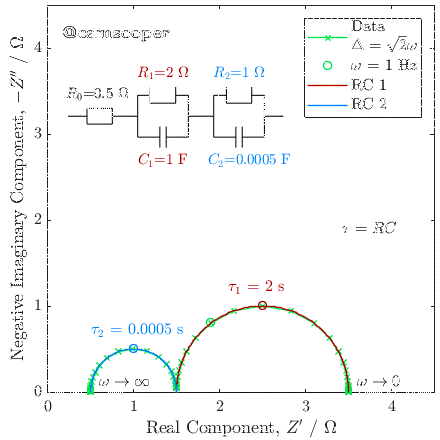 @camsooper
Data
△ = √2ω
ω = 1 Hz
RC 1
RC 2
R₀=0.5 Ω
R₁=2 Ω
R₂=1 Ω
C₁=1 F
C₂=0.0005 F
τ = RC
τ₁ = 2 s
τ₂ = 0.0005 s
ω → ∞
ω → 0
Negative Imaginary Component, −Z″ / Ω
4
3
2
1
0
0
1
2
3
4
Real Component, Z′ / Ω